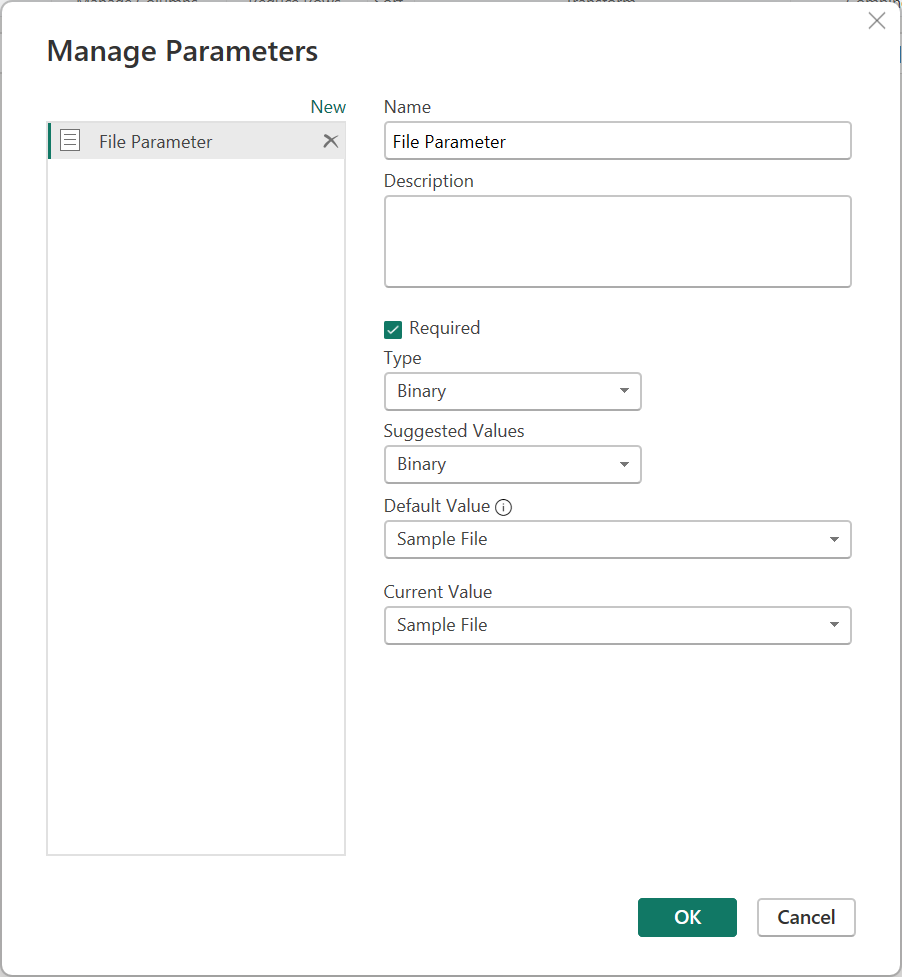 Manage Parameters
New
File Parameter
Name
File Parameter
Description
Required
Type
Binary
Suggested Values
Binary
Default Value
Sample File
Current Value
Sample File
OK
Cancel